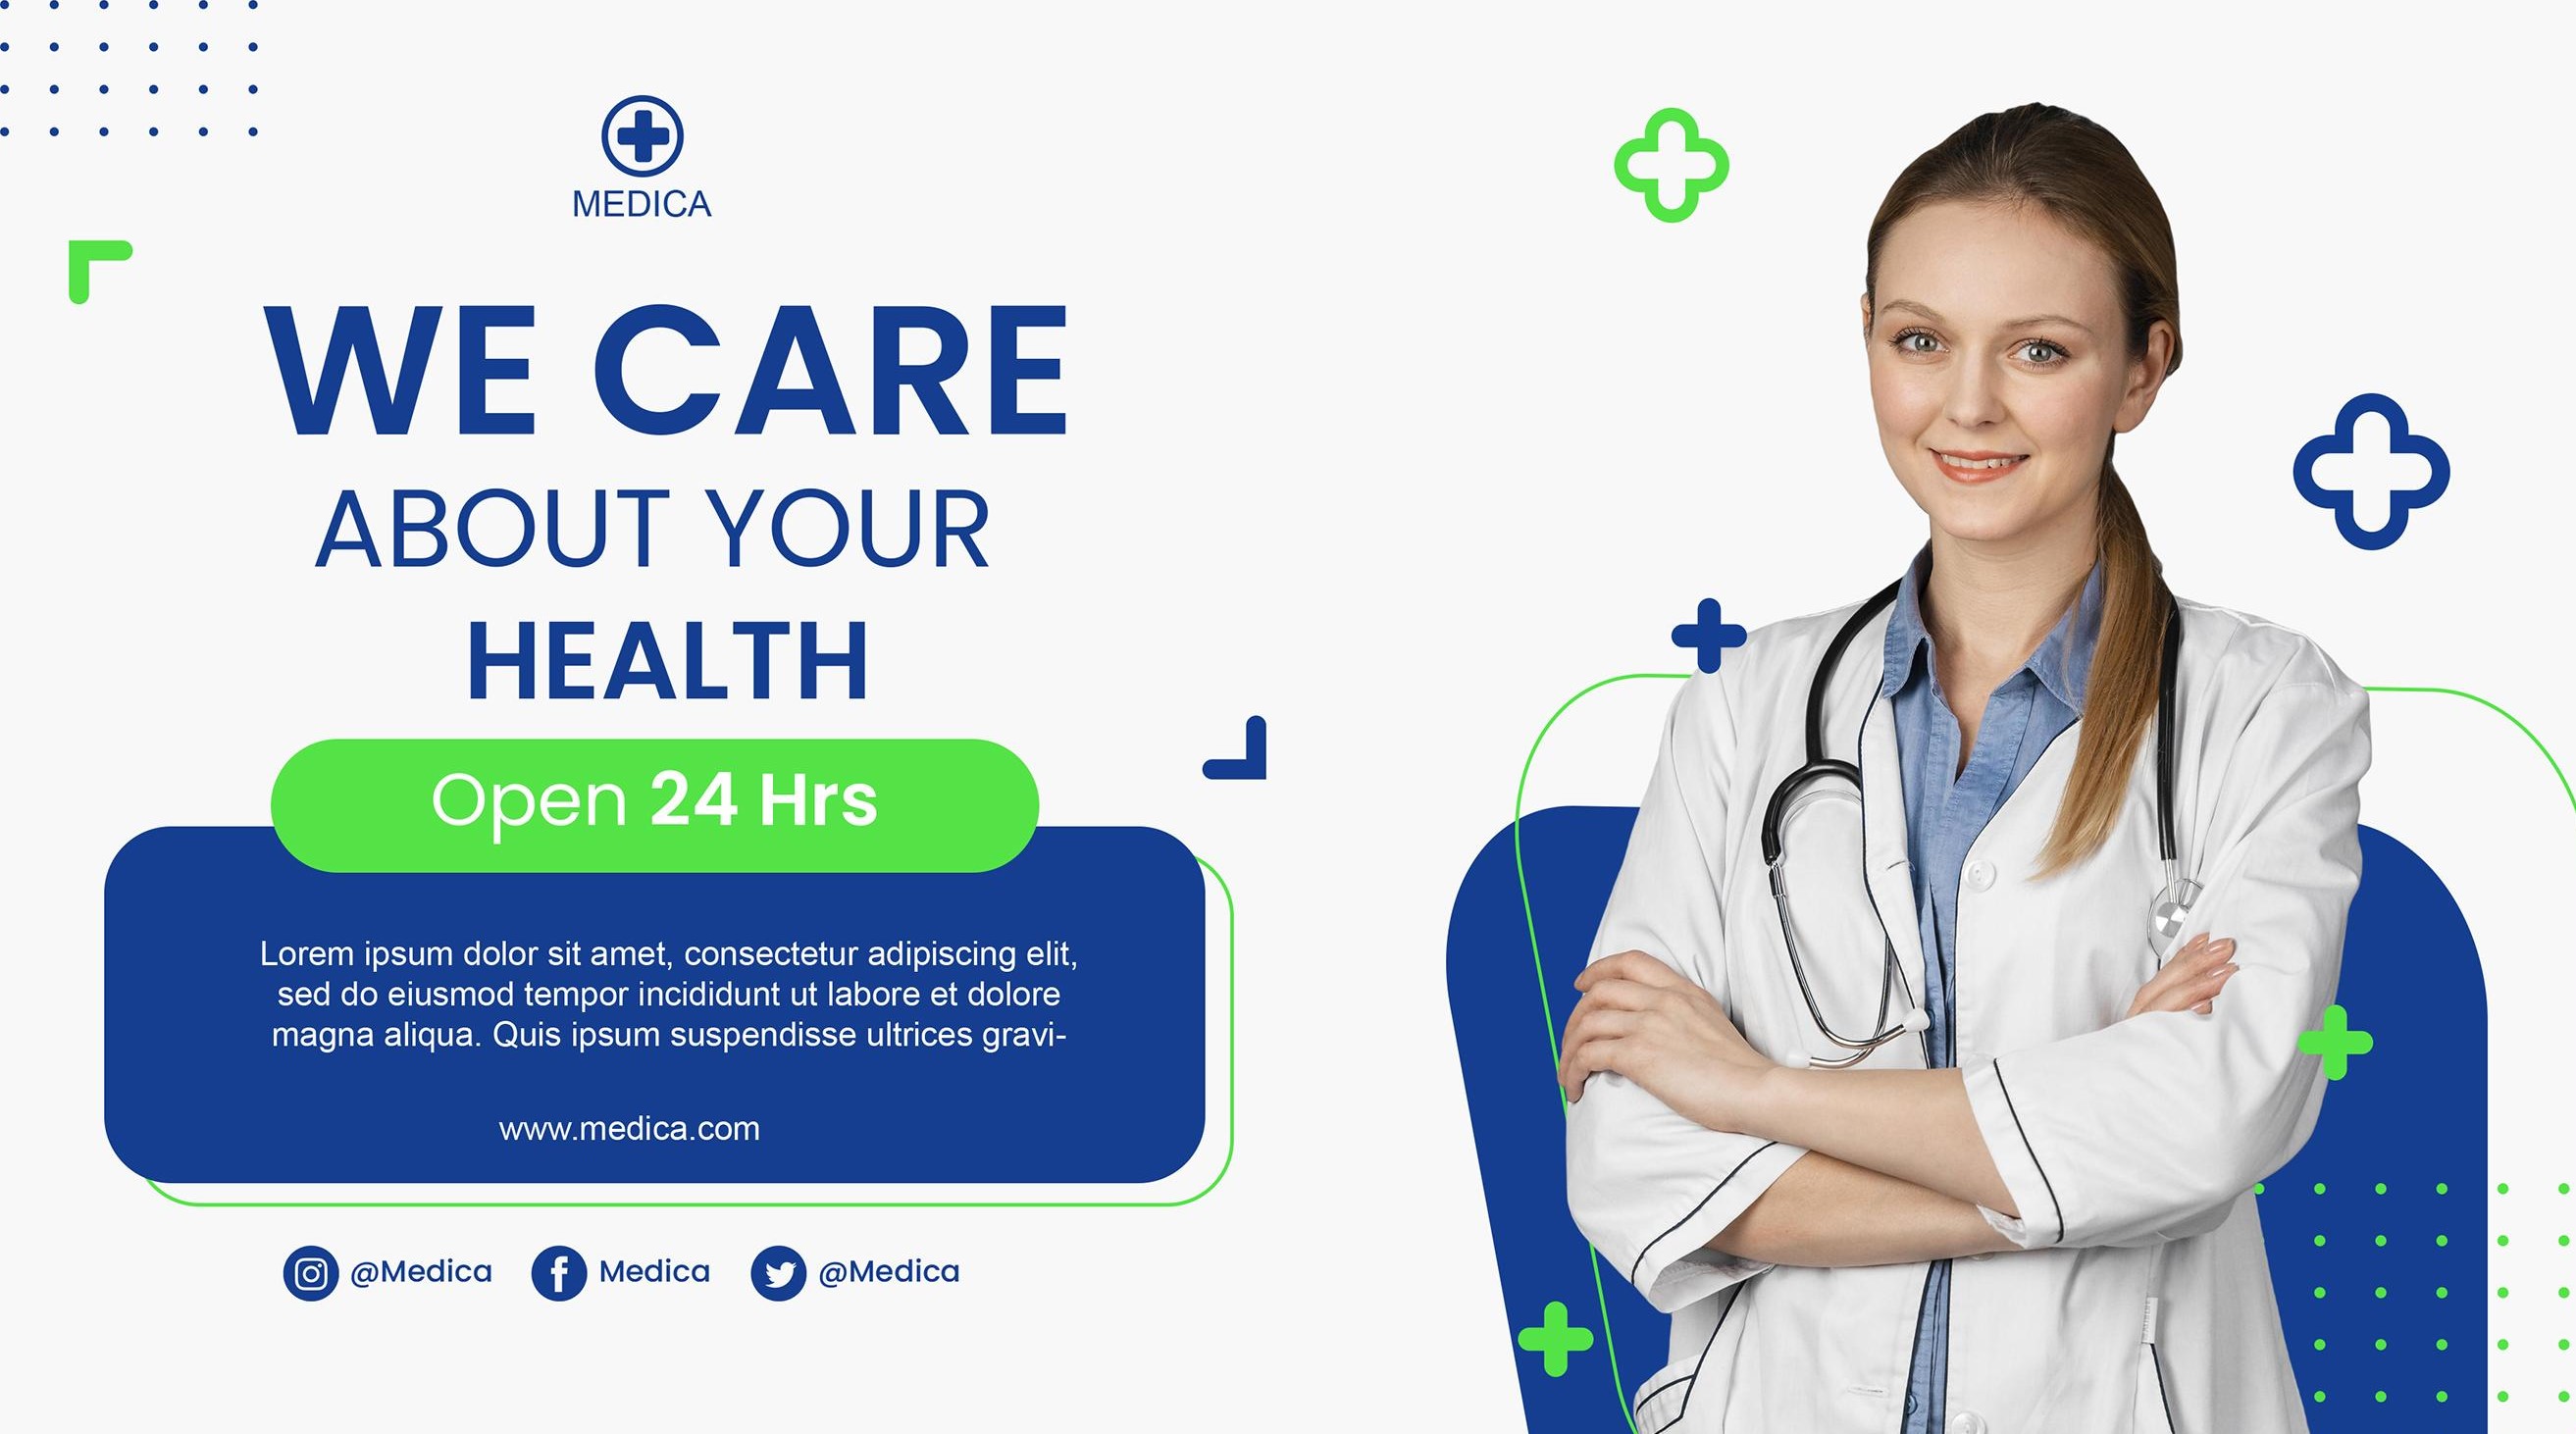 MEDICA
WE CARE
ABOUT YOUR
HEALTH
Open 24 Hrs
Lorem ipsum dolor sit amet, consectetur adipiscing elit,
sed do eiusmod tempor incididunt ut labore et dolore
magna aliqua. Quis ipsum suspendisse ultrices gravi-
www.medica.com
@Medica Medica @Medica